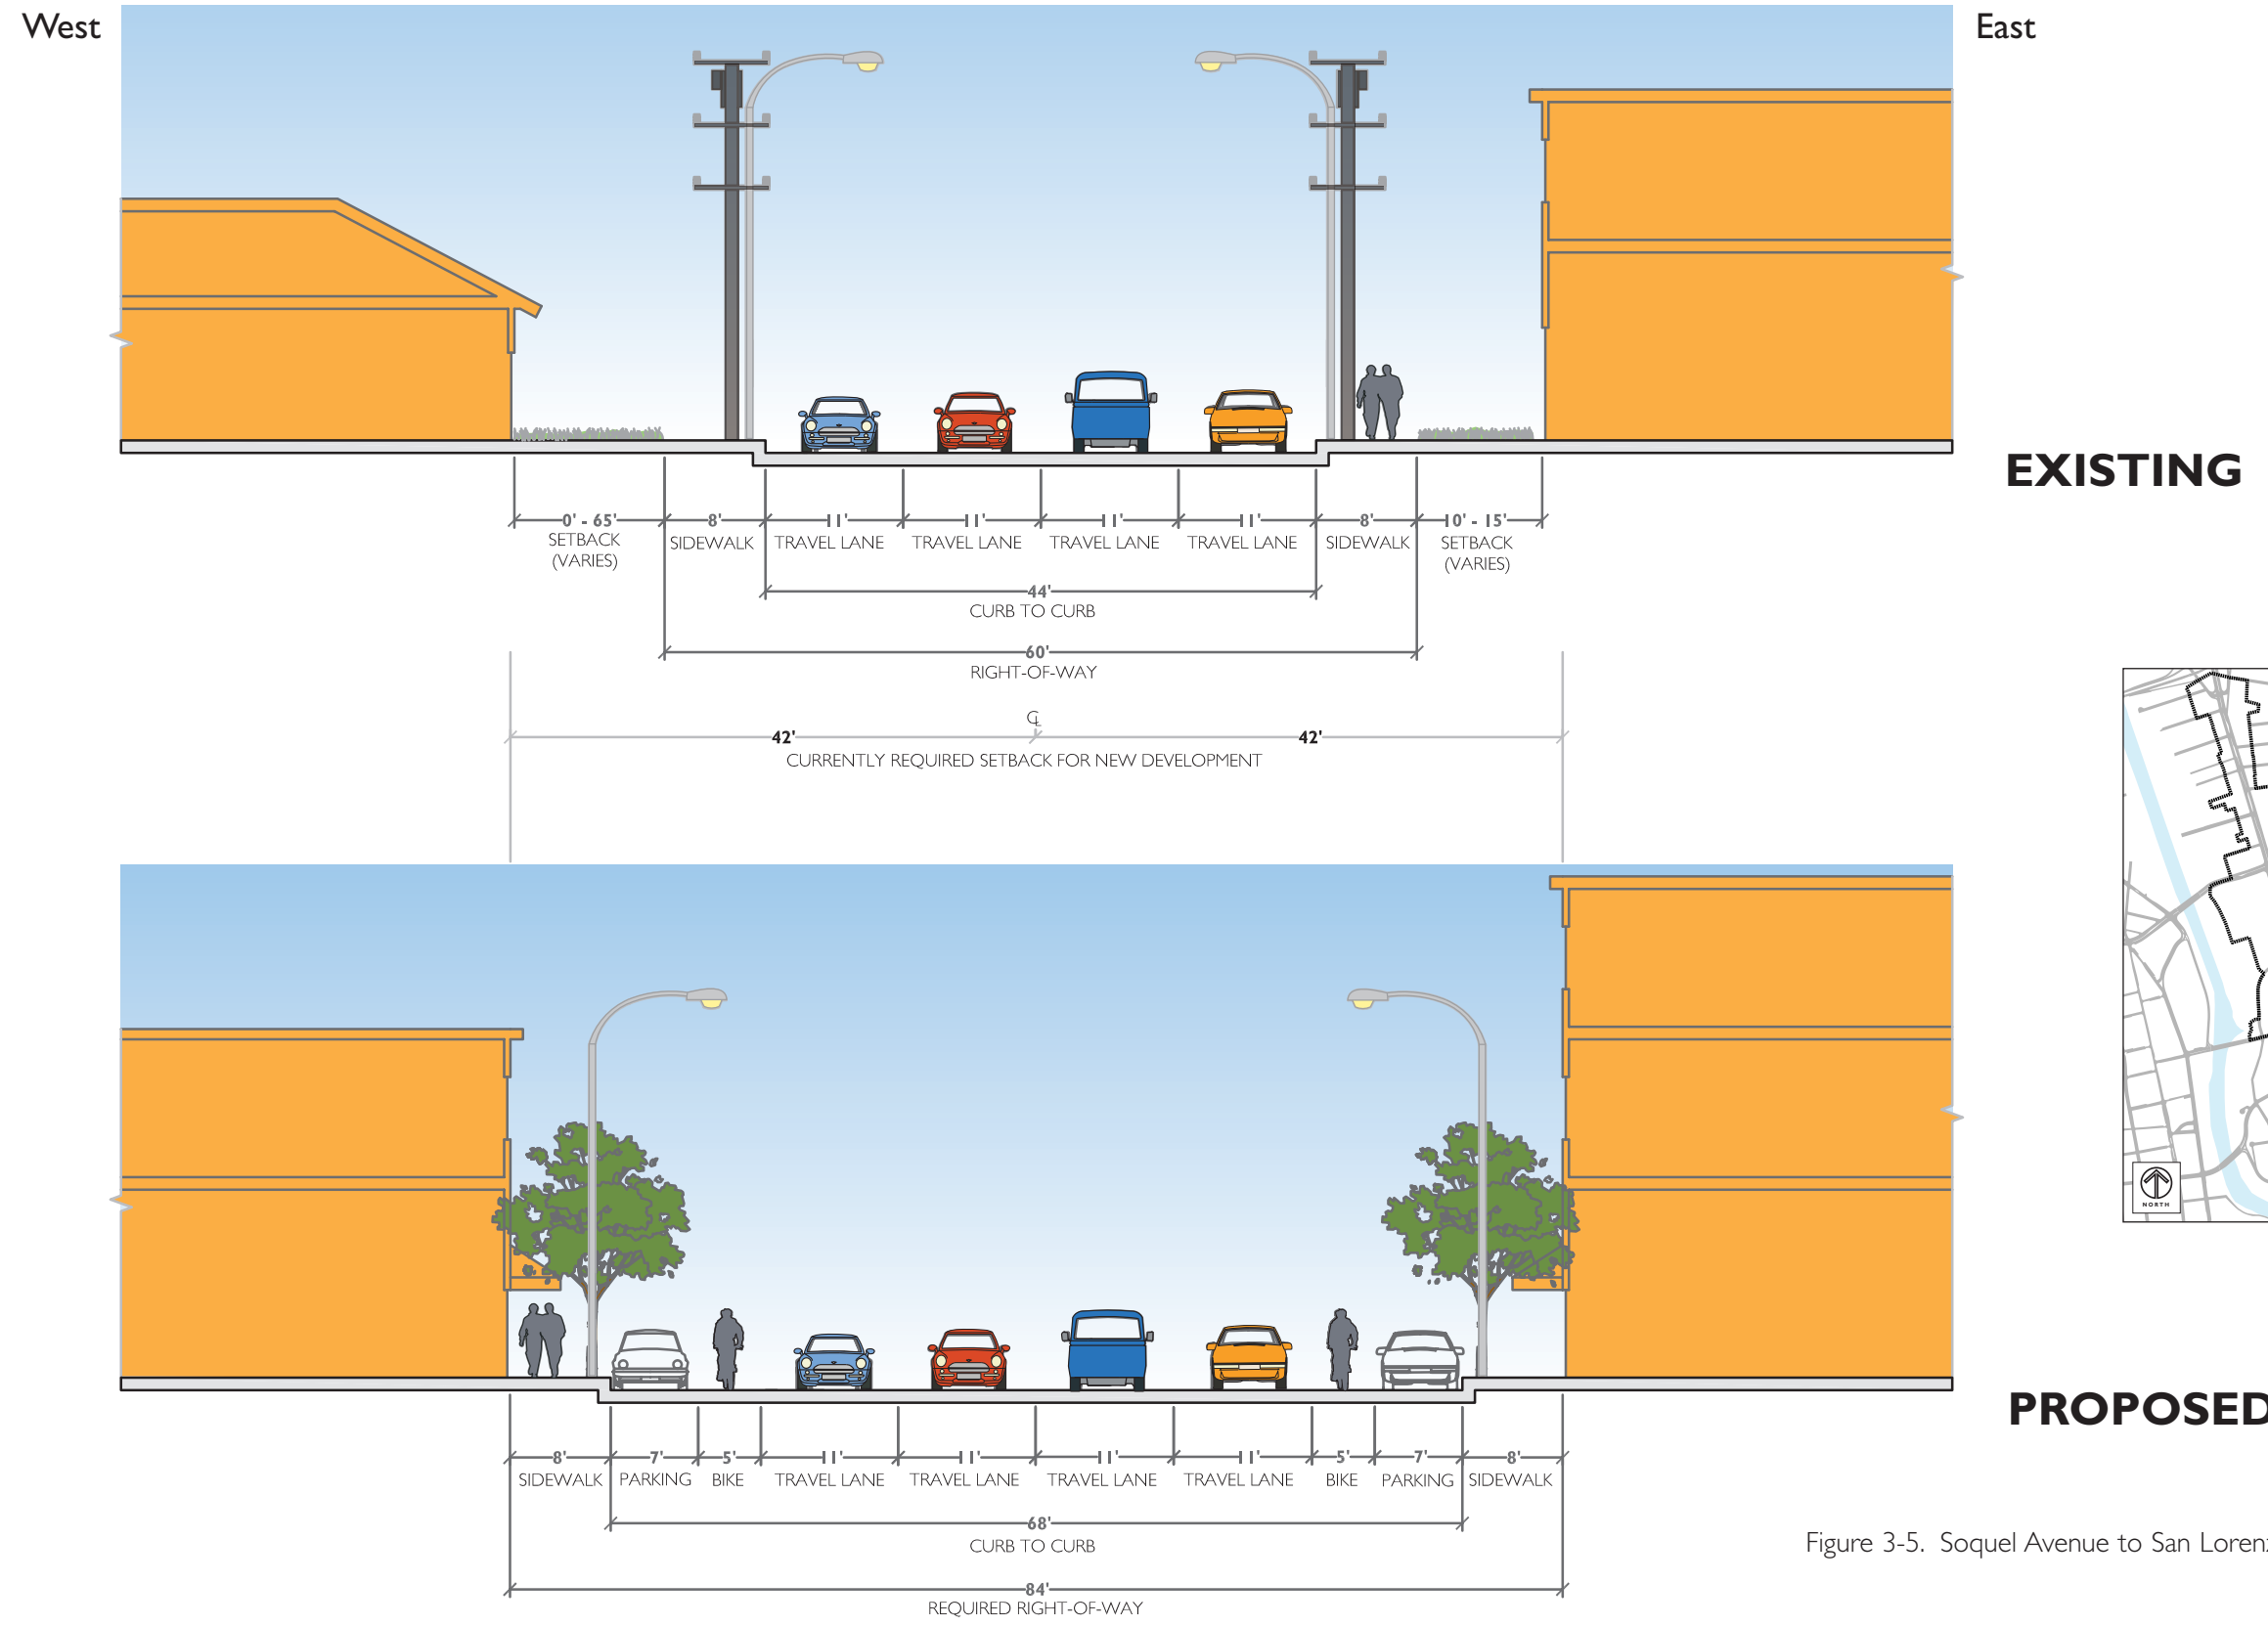 West
East
EXISTING
0' - 65' 8' 11' 11' 11' 11' 8' 10' - 15'
SETBACK (VARIES) SIDEWALK TRAVEL LANE TRAVEL LANE TRAVEL LANE TRAVEL LANE SIDEWALK SETBACK (VARIES)
44'
CURB TO CURB
60'
RIGHT-OF-WAY
℄
42' 42'
CURRENTLY REQUIRED SETBACK FOR NEW DEVELOPMENT
NORTH
PROPOSED
8' 7' 5' 11' 11' 11' 11' 5' 7' 8'
SIDEWALK PARKING BIKE TRAVEL LANE TRAVEL LANE TRAVEL LANE TRAVEL LANE BIKE PARKING SIDEWALK
68'
CURB TO CURB
Figure 3-5. Soquel Avenue to San
84'
REQUIRED RIGHT-OF-WAY